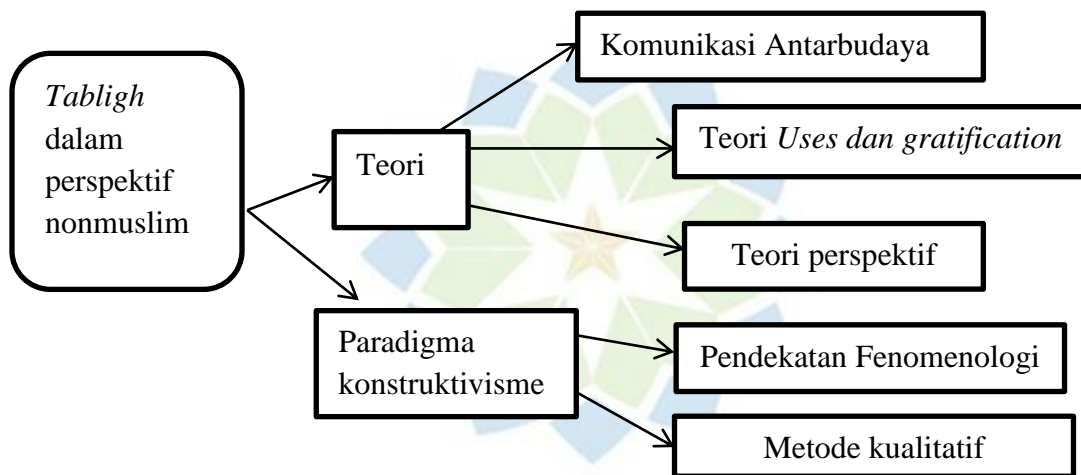 Tabligh
dalam
perspektif
nonmuslim
Teori
Komunikasi Antarbudaya
Teori Uses dan gratification
Teori perspektif
Paradigma
konstruktivisme
Pendekatan Fenomenologi
Metode kualitatif